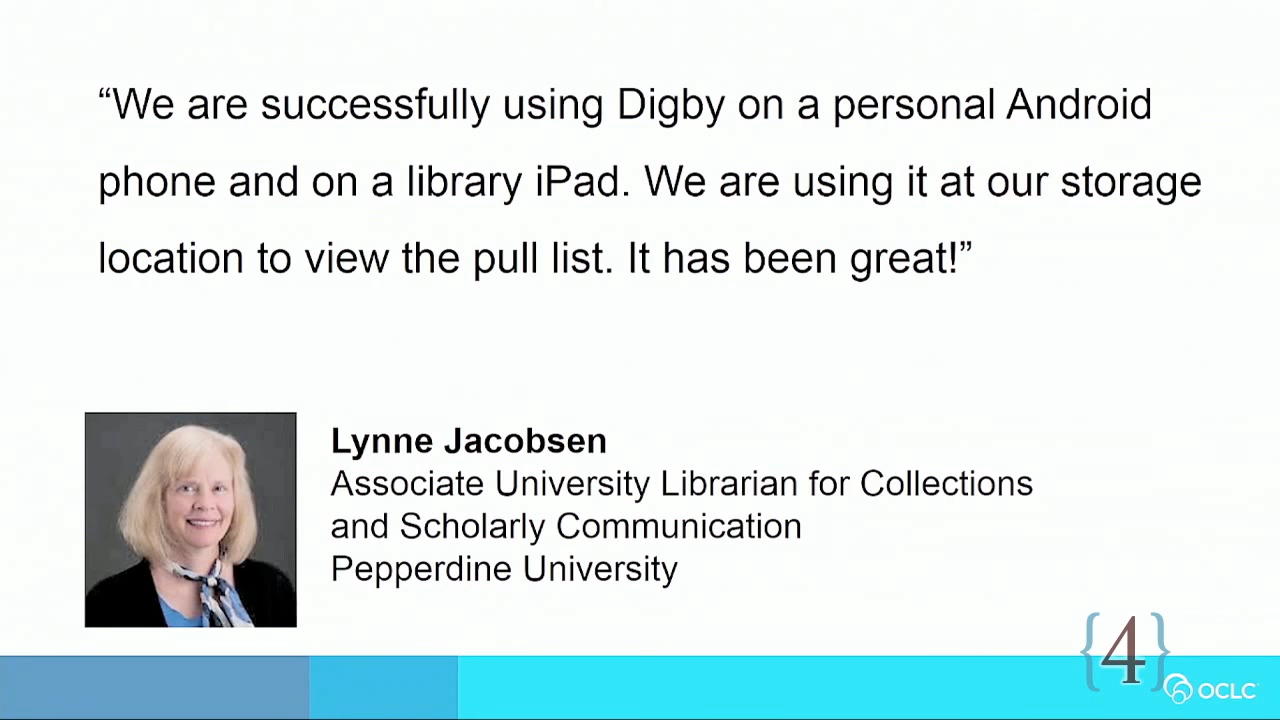 “We are successfully using Digby on a personal Android
phone and on a library iPad. We are using it at our storage
location to view the pull list. It has been great!”
Lynne Jacobsen
Associate University Librarian for Collections
and Scholarly Communication
Pepperdine University
{4}
OCLC